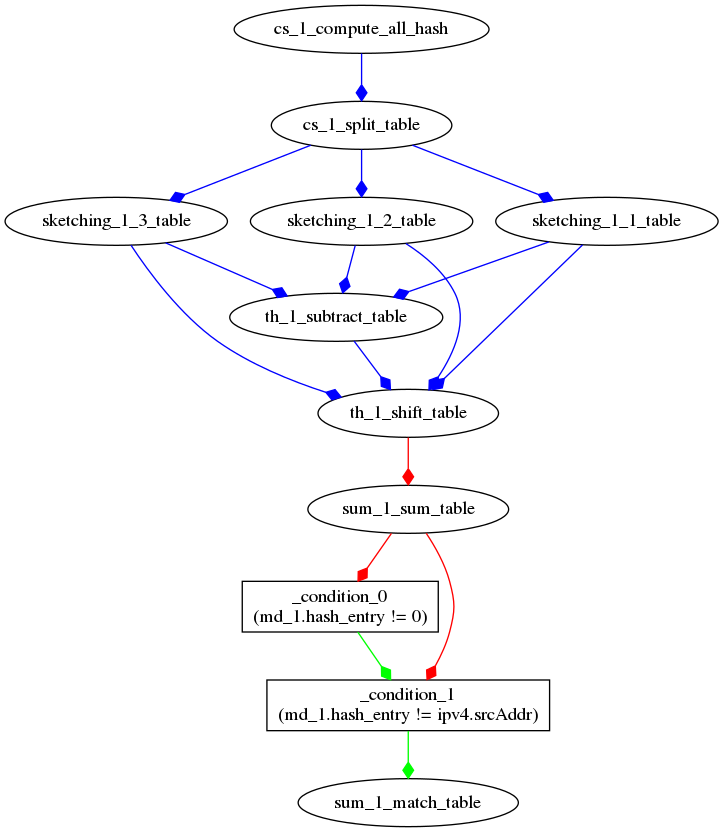 cs_1_compute_all_hash
cs_1_split_table
sketching_1_3_table
sketching_1_2_table
sketching_1_1_table
th_1_subtract_table
th_1_shift_table
sum_1_sum_table
_condition_0
(md_1.hash_entry != 0)
_condition_1
(md_1.hash_entry != ipv4.srcAddr)
sum_1_match_table